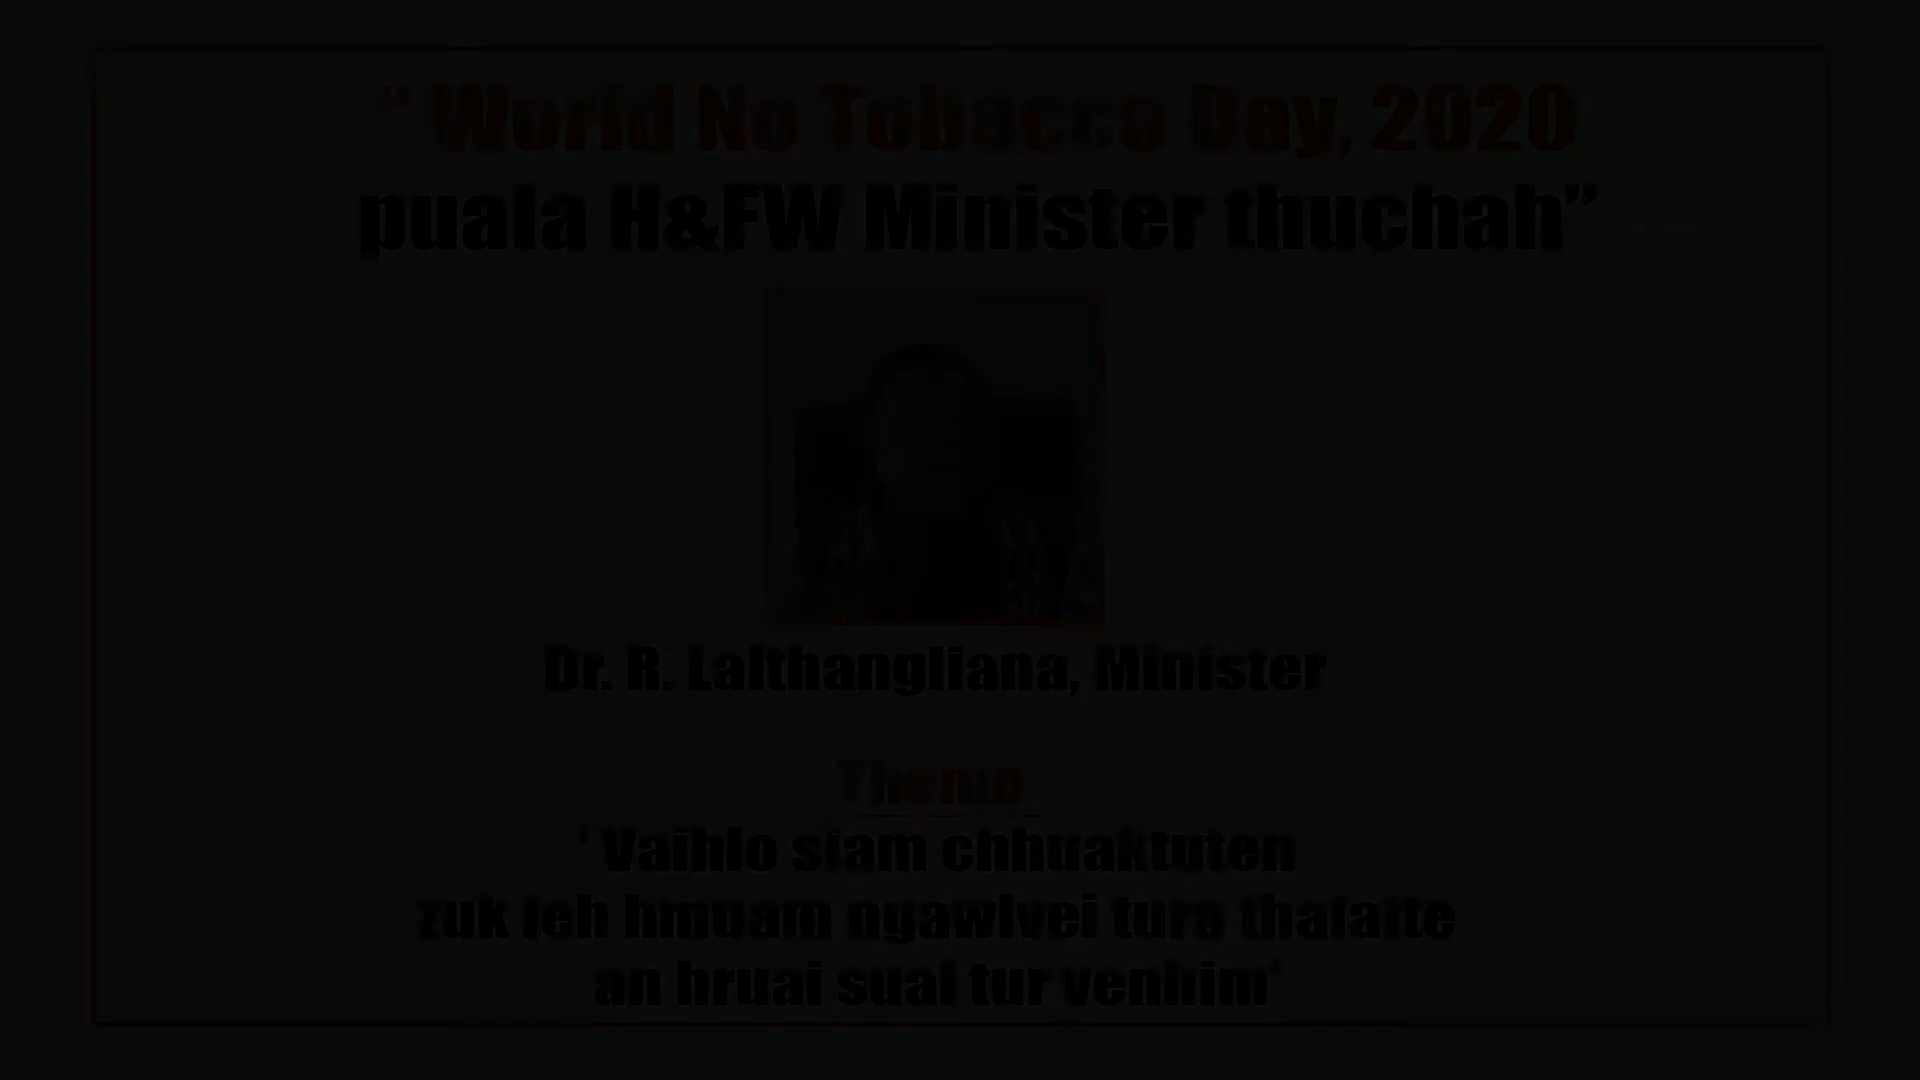 “ World No Tobacco Day, 2020
puala H&FW Minister thuchah”
Dr. R. Lalthangliana, Minister
Theme
‘ Vaihlo siam chhuaktuten
zuk leh hmuam ngawlvei tura thalaite
an hruai sual tur venhim’